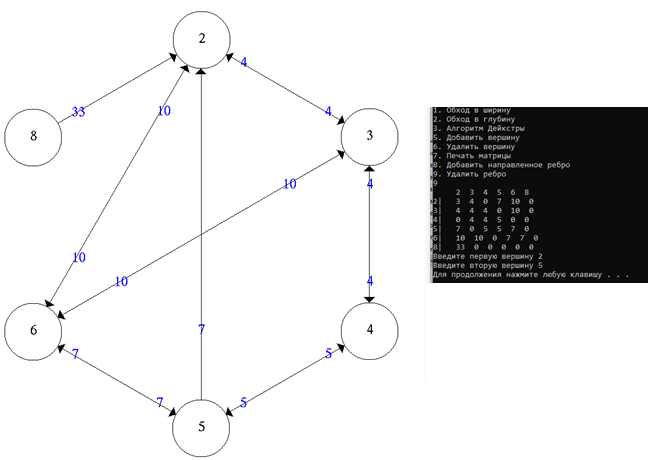 2
4
33
10
4
8
3
10
4
10
10
4
6
7
4
7
5
7
5
5
1. Обход в ширину
2. Обход в глубину
3. Алгоритм Дейкстры
5. Добавить вершину
6. Удалить вершину
7. Печать матрицы
8. Добавить направленное ребро
9. Удалить ребро
9
2 3 4 5 6 8
2| 3 4 0 7 10 0
3| 4 4 4 0 10 0
4| 0 4 4 5 0 0
5| 7 0 5 5 7 0
6| 10 10 0 7 7 0
8| 33 0 0 0 0 0
Введите первую вершину 2
Введите вторую вершину 5
Для продолжения нажмите любую клавишу . . .